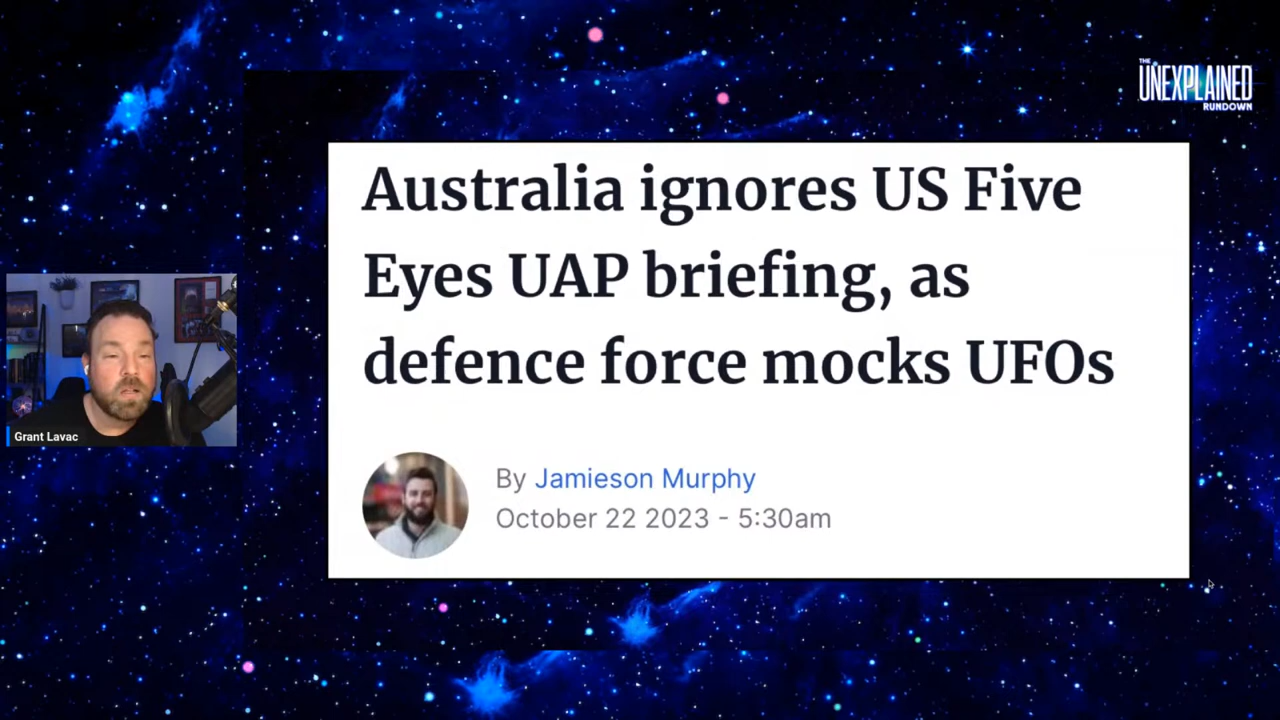 THE
UNEXPLAINED
RUNDOWN
Australia ignores US Five
Eyes UAP briefing, as
defence force mocks UFOs
By Jamieson Murphy
October 22 2023 - 5:30am
Grant Lavac